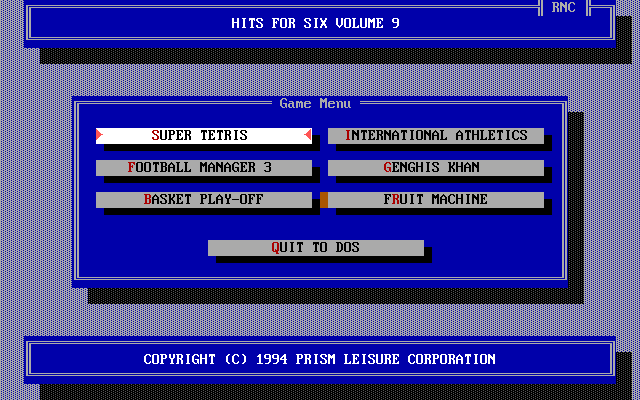 RNC
HITS FOR SIX VOLUME 9
Game Menu
SUPER TETRIS
INTERNATIONAL ATHLETICS
FOOTBALL MANAGER 3
GENGHIS KHAN
BASKET PLAY-OFF
FRUIT MACHINE
QUIT TO DOS
COPYRIGHT (C) 1994 PRISM LEISURE CORPORATION